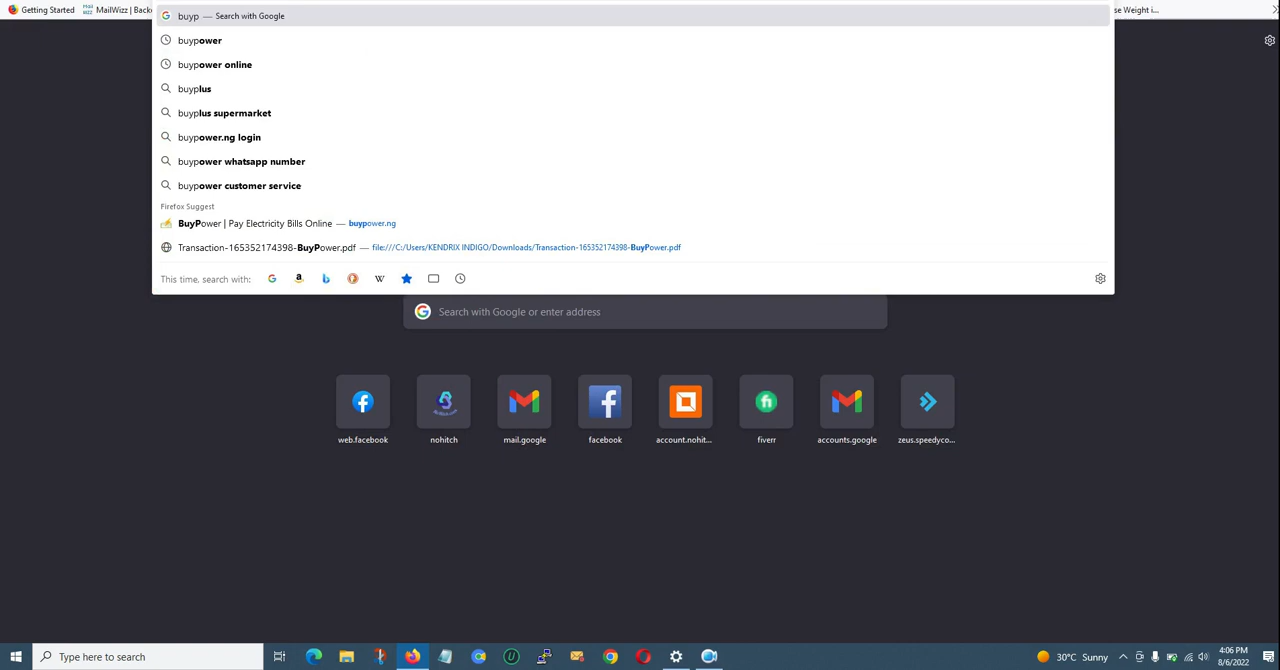 Getting Started
Mail Wizz MailWizz | Back
se Weight i...
buyp — Search with Google
buypower
buypower online
buyplus
buyplus supermarket
buypower.ng login
buypower whatsapp number
buypower customer service
Firefox Suggest
BuyPower | Pay Electricity Bills Online — buypower.ng
Transaction-165352174398-BuyPower.pdf — file:///C:/Users/KENDRIX INDIGO/Downloads/Transaction-165352174398-BuyPower.pdf
This time, search with:
Search with Google or enter address
web.facebook
nohitch
mail.google
facebook
account.nohit...
fiverr
accounts.google
zeus.speedyco...
Type here to search
30°C Sunny
4:06 PM
8/6/2022